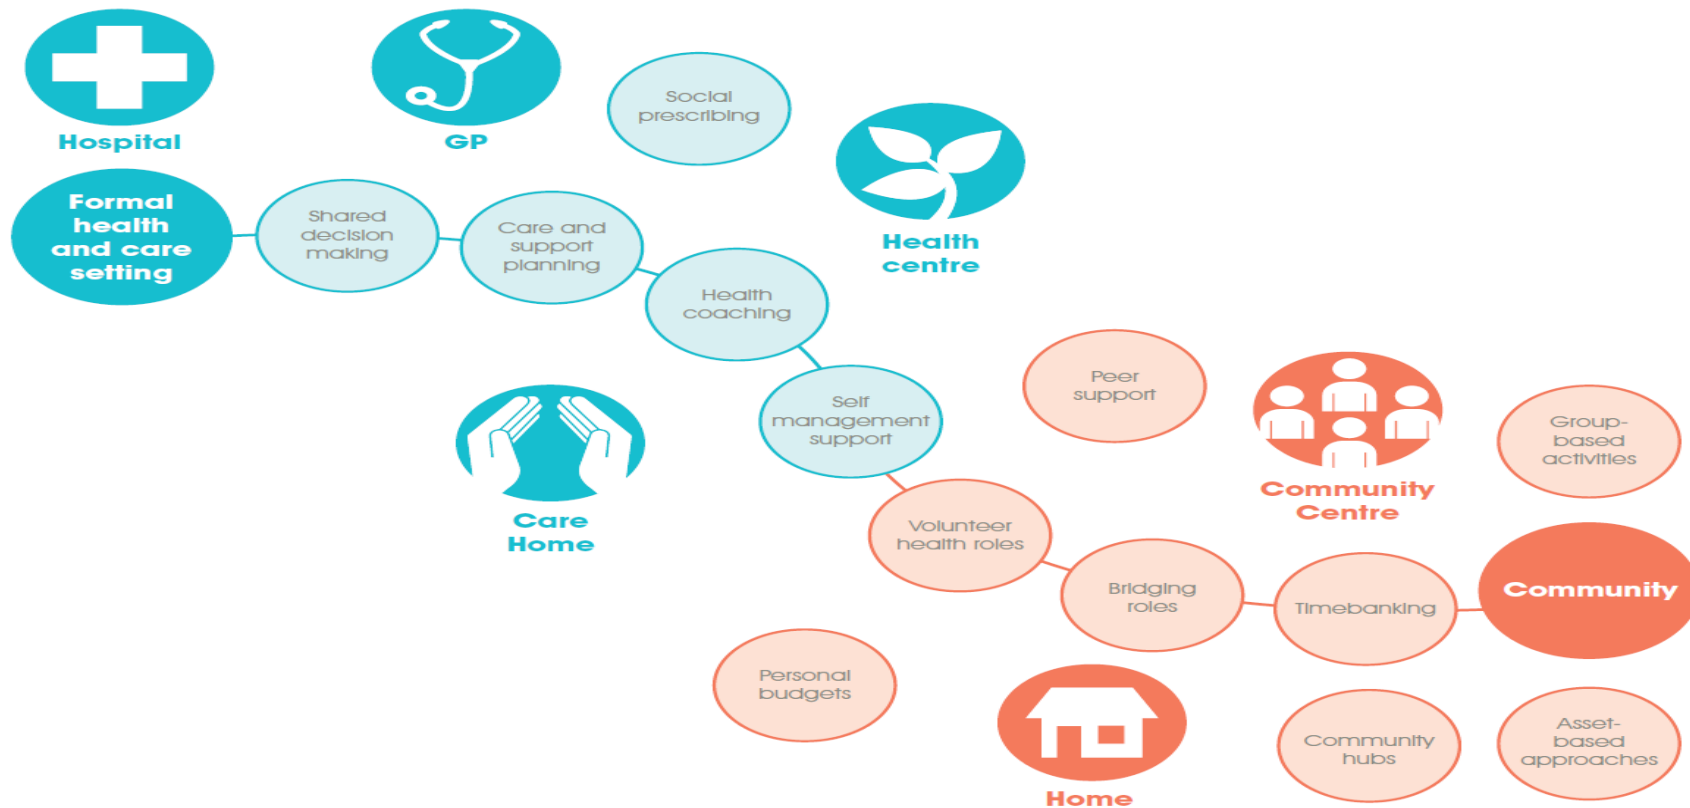 Hospital
GP
Social
prescribing
Health
centre
Formal
health
and care
setting
Shared
decision
making
Care and
support
planning
Health
coaching
Self
management
support
Care
Home
Peer
support
Community
Centre
Group-
based
activities
Volunteer
health roles
Bridging
roles
Timebanking
Community
Personal
budgets
Home
Community
hubs
Asset-
based
approaches